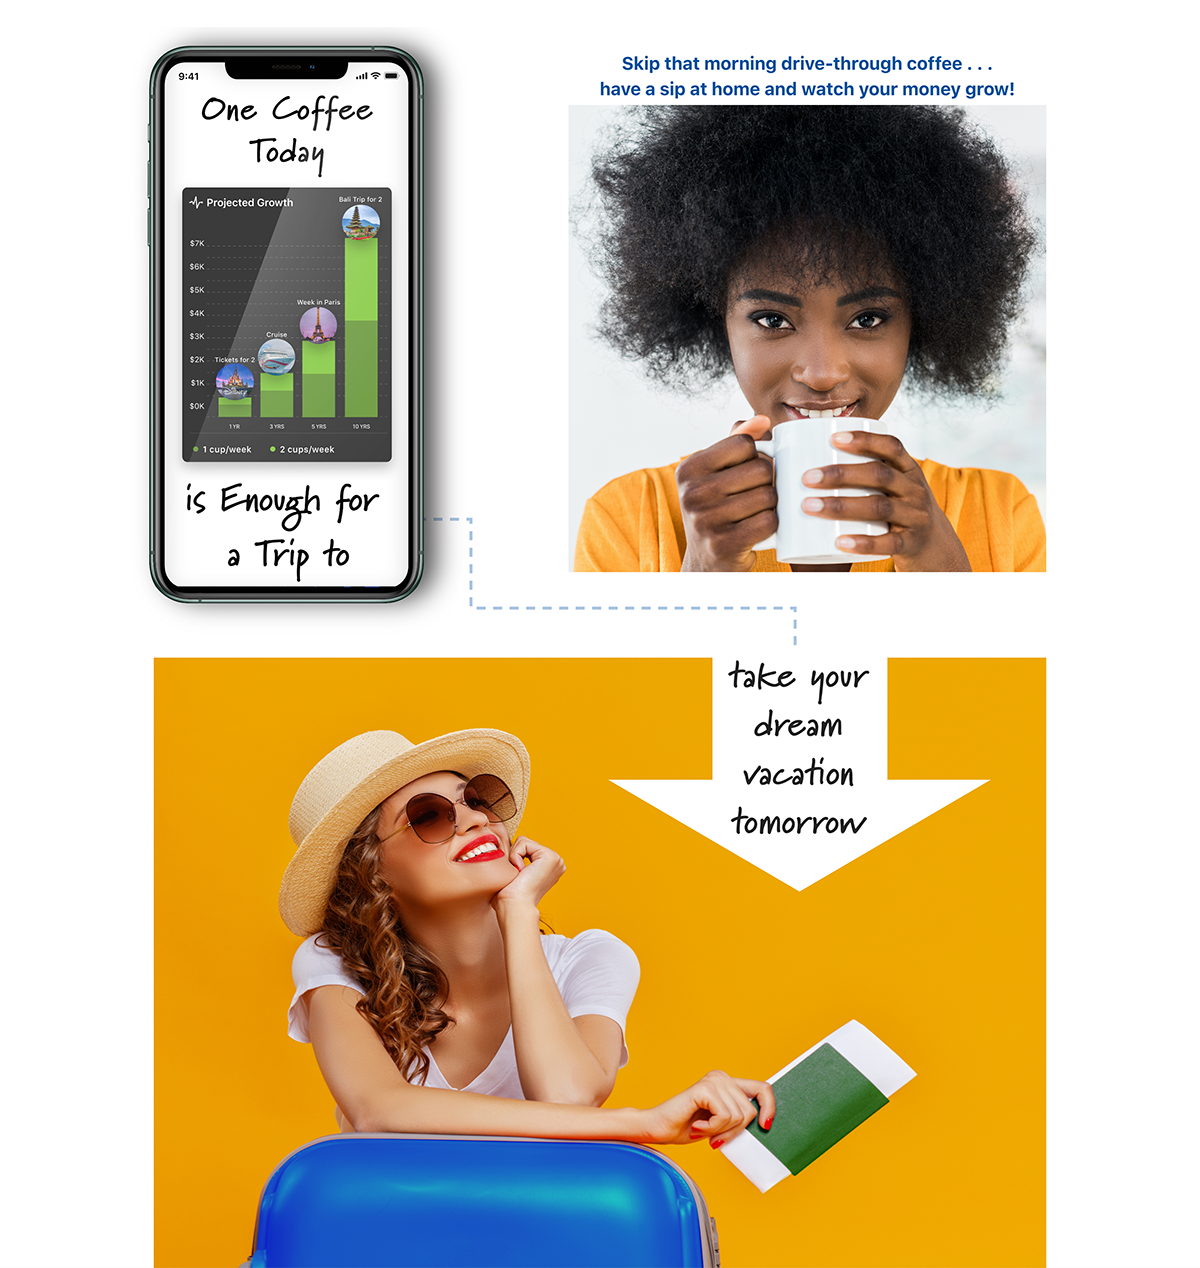 9:41
One Coffee
Today
Projected Growth
Bali Trip for 2
$7K
$6K
$5K
$4K
Week in Paris
$3K
Cruise
$2K
Tickets for 2
$1K
Disney
$0K
1 YR
3 YRS
5 YRS
10 YRS
1 cup/week
2 cups/week
is Enough for
a Trip to
Skip that morning drive-through coffee . . .
have a sip at home and watch your money grow!
take your
dream
vacation
tomorrow